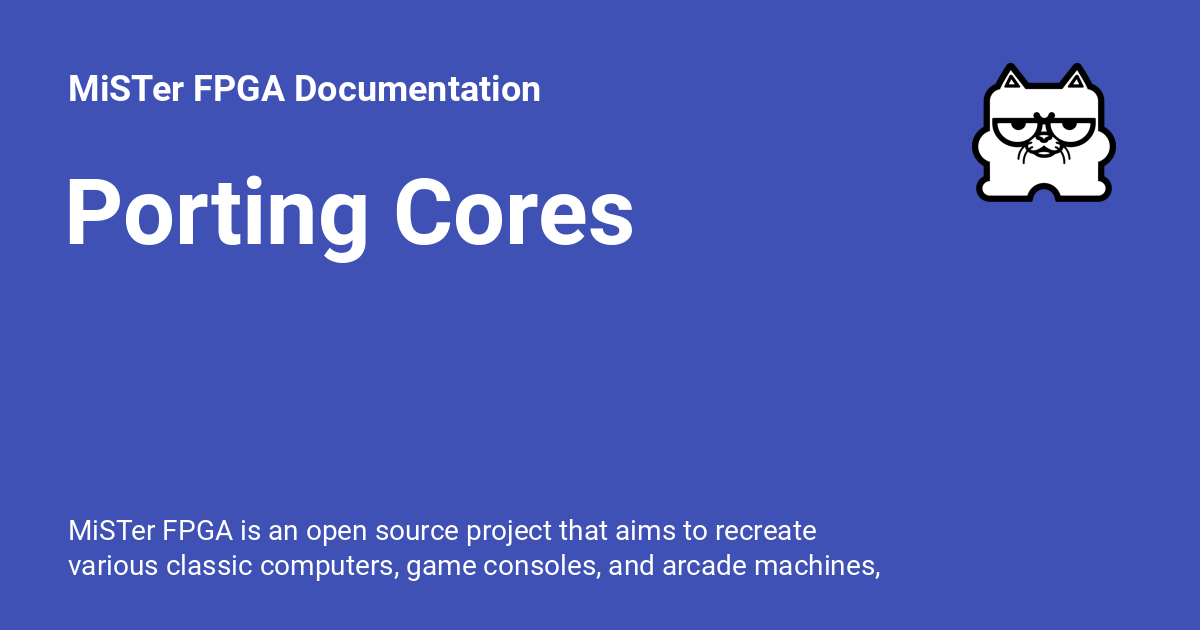 MiSTer FPGA Documentation
Porting Cores
MiSTer FPGA is an open source project that aims to recreate
various classic computers, game consoles, and arcade machines,